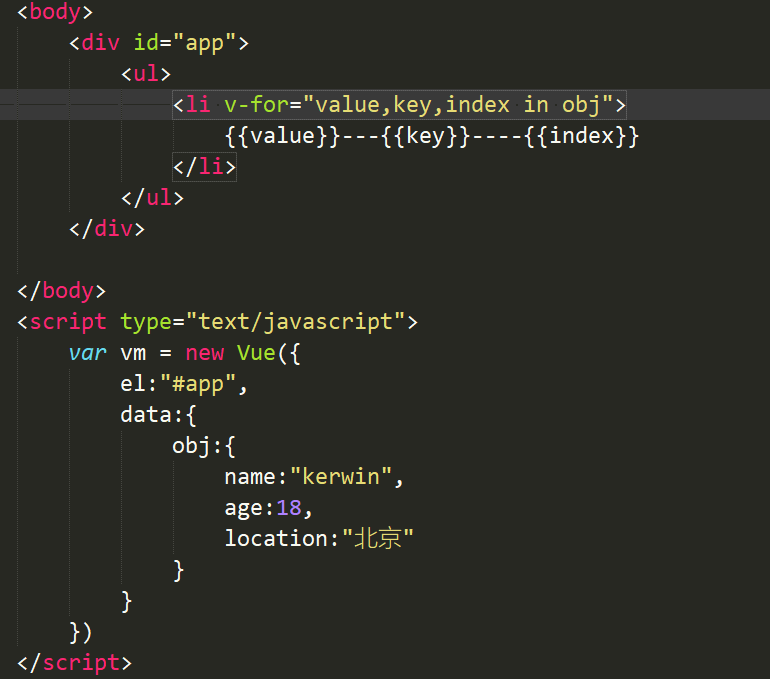 <body>
    <div id="app">
        <ul>
            <li v-for="value,key,index in obj">
                {{value}}---{{key}}----{{index}}
            </li>
        </ul>
    </div>

</body>
<script type="text/javascript">
    var vm = new Vue({
        el:"#app",
        data:{
            obj:{
                name:"kerwin",
                age:18,
                location:"北京"
            }
        }
    })
</script>